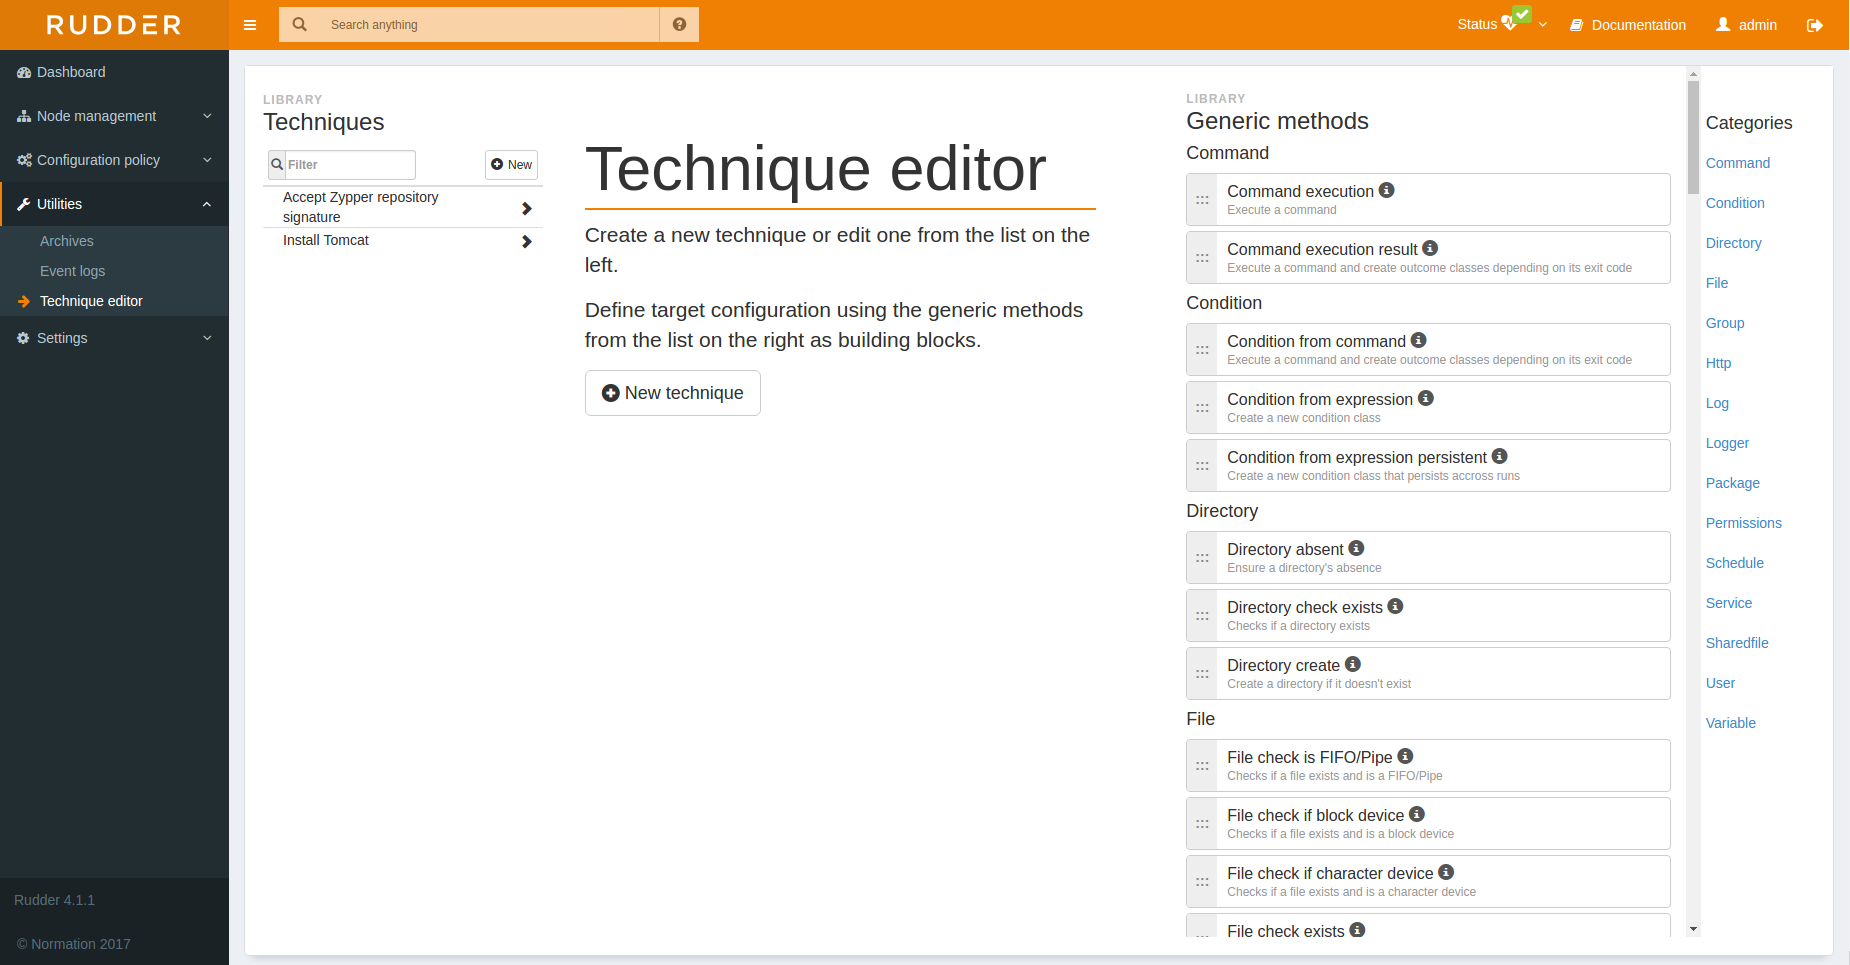 RUDDER
Search anything
Status
Documentation
admin
Dashboard
Node management
Configuration policy
Utilities
Archives
Event logs
Technique editor
Settings
Rudder 4.1.1
© Normation 2017
LIBRARY
Techniques
Filter
New
Accept Zypper repository
signature
Install Tomcat
Technique editor
Create a new technique or edit one from the list on the
left.
Define target configuration using the generic methods
from the list on the right as building blocks.
New technique
LIBRARY
Generic methods
Command
Command execution
Execute a command
Command execution result
Execute a command and create outcome classes depending on its exit code
Condition
Condition from command
Execute a command and create outcome classes depending on its exit code
Condition from expression
Create a new condition class
Condition from expression persistent
Create a new condition class that persists accross runs
Directory
Directory absent
Ensure a directory's absence
Directory check exists
Checks if a directory exists
Directory create
Create a directory if it doesn't exist
File
File check is FIFO/Pipe
Checks if a file exists and is a FIFO/Pipe
File check if block device
Checks if a file exists and is a block device
File check if character device
Checks if a file exists and is a character device
File check exists
Categories
Command
Condition
Directory
File
Group
Http
Log
Logger
Package
Permissions
Schedule
Service
Sharedfile
User
Variable